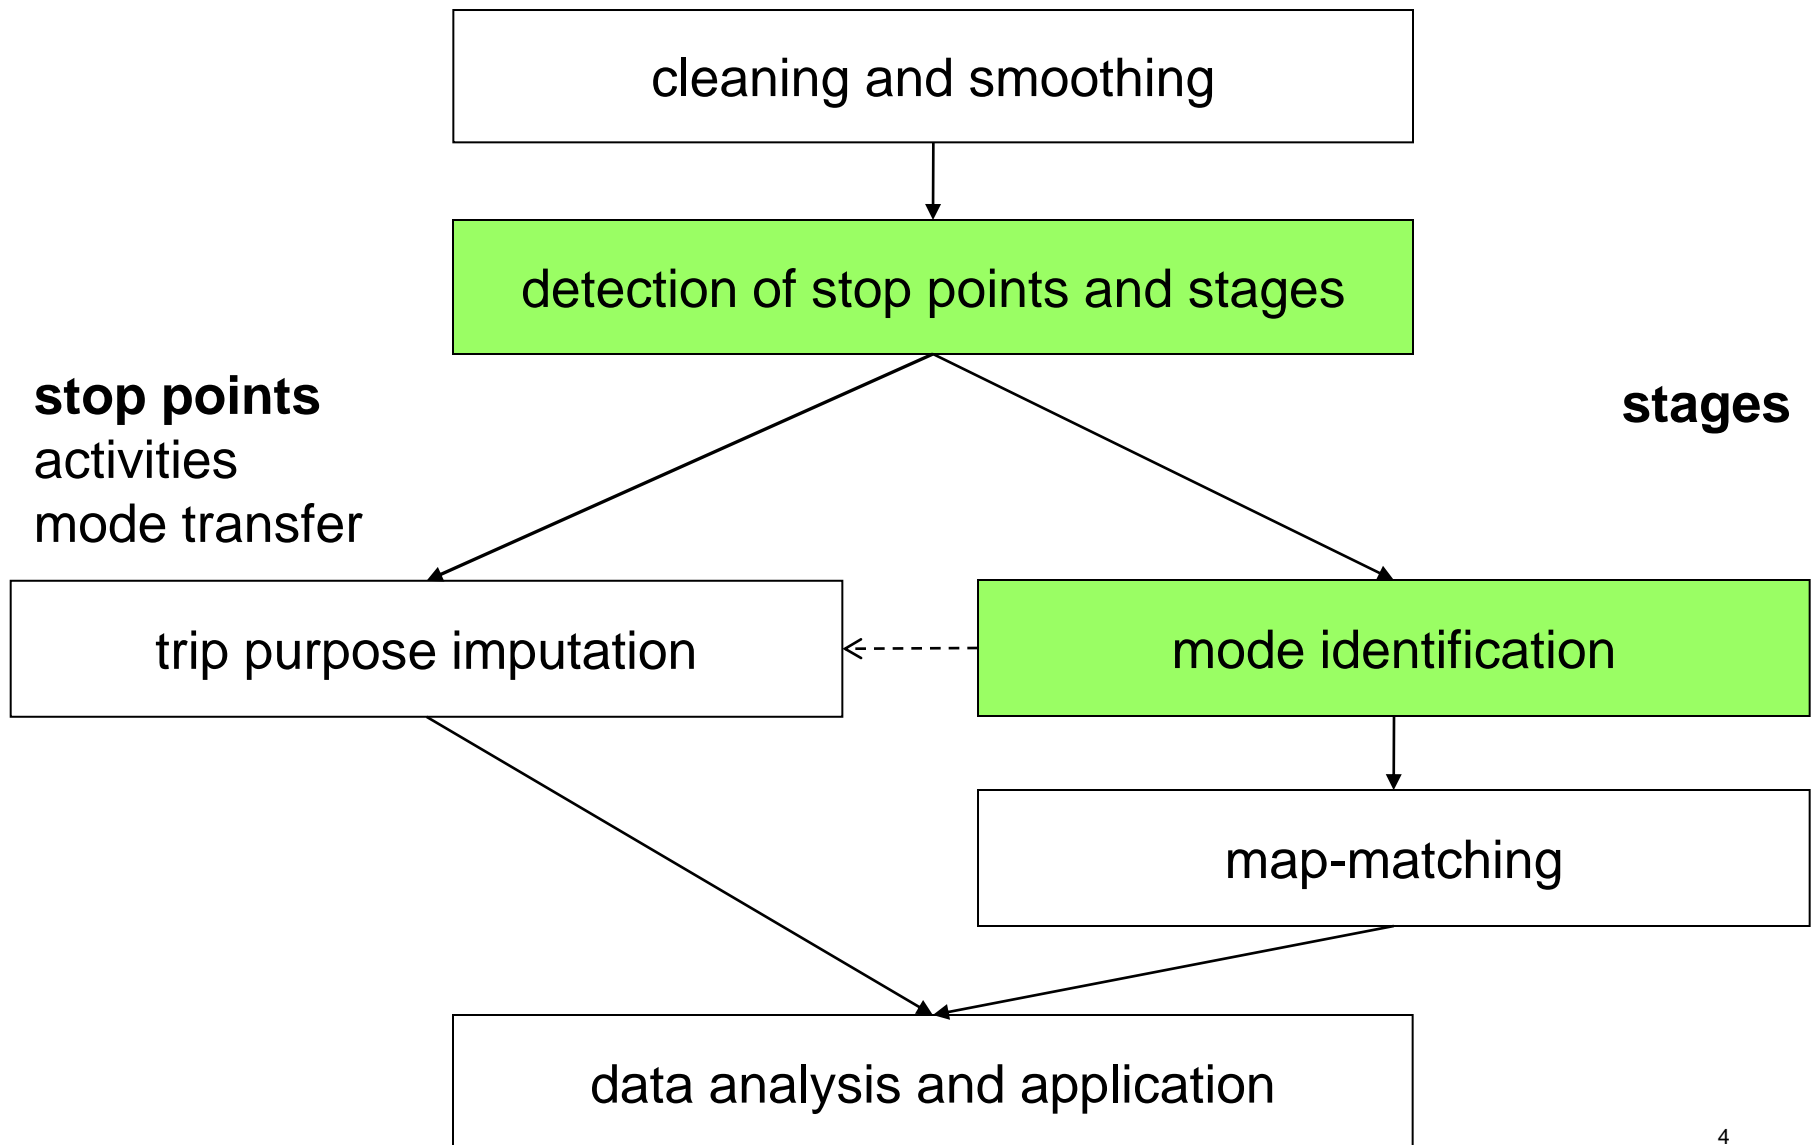 cleaning and smoothing
detection of stop points and stages
stop points
activities
mode transfer
stages
trip purpose imputation
mode identification
map-matching
data analysis and application
4